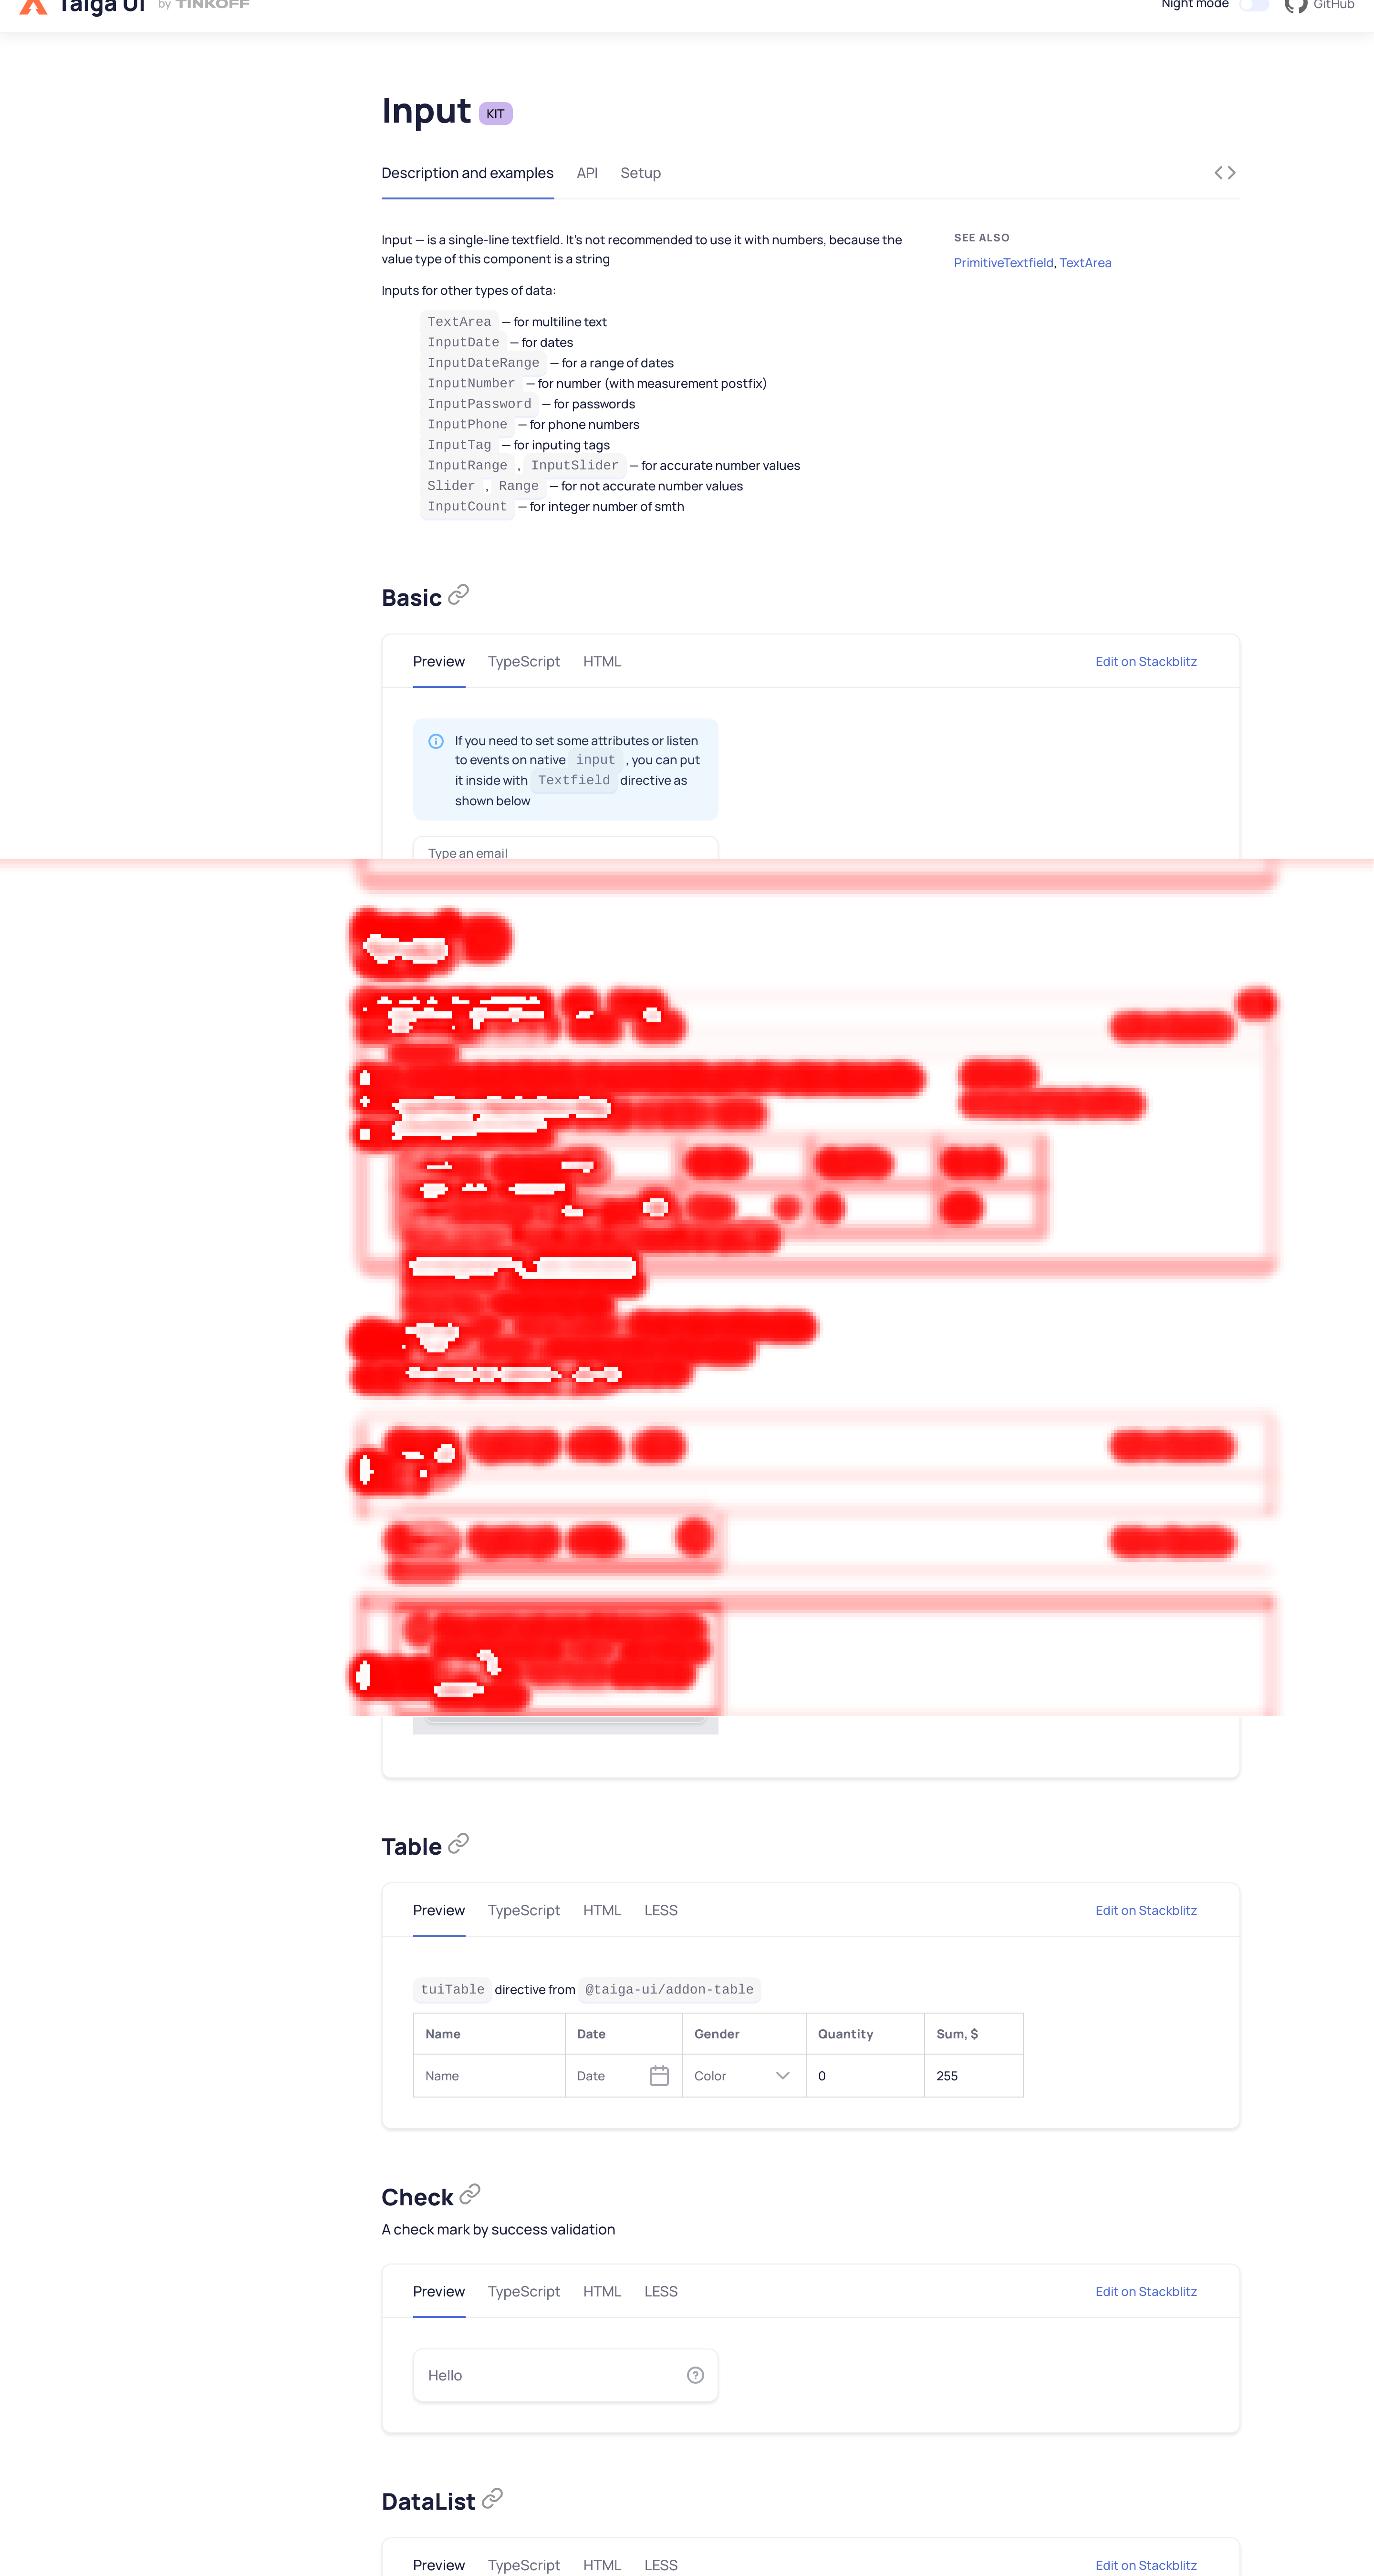 Taiga UI by TINKOFF
Night mode
GitHub
Input KIT
Description and examples API Setup
Input — is a single-line textfield. It's not recommended to use it with numbers, because the
value type of this component is a string
SEE ALSO
PrimitiveTextfield, TextArea
Inputs for other types of data:
TextArea — for multiline text
InputDate — for dates
InputDateRange — for a range of dates
InputNumber — for number (with measurement postfix)
InputPassword — for passwords
InputPhone — for phone numbers
InputTag — for inputing tags
InputRange , InputSlider — for accurate number values
Slider , Range — for not accurate number values
InputCount — for integer number of smth
Basic
Preview TypeScript HTML Edit on Stackblitz
If you need to set some attributes or listen
to events on native input , you can put
it inside with Textfield directive as
shown below
Type an email
Table
Preview TypeScript HTML LESS Edit on Stackblitz
tuiTable directive from @taiga-ui/addon-table
Name Date Gender Quantity Sum, $
Name Date Color 0 255
Check
A check mark by success validation
Preview TypeScript HTML LESS Edit on Stackblitz
Hello
DataList
Preview TypeScript HTML LESS Edit on Stackblitz